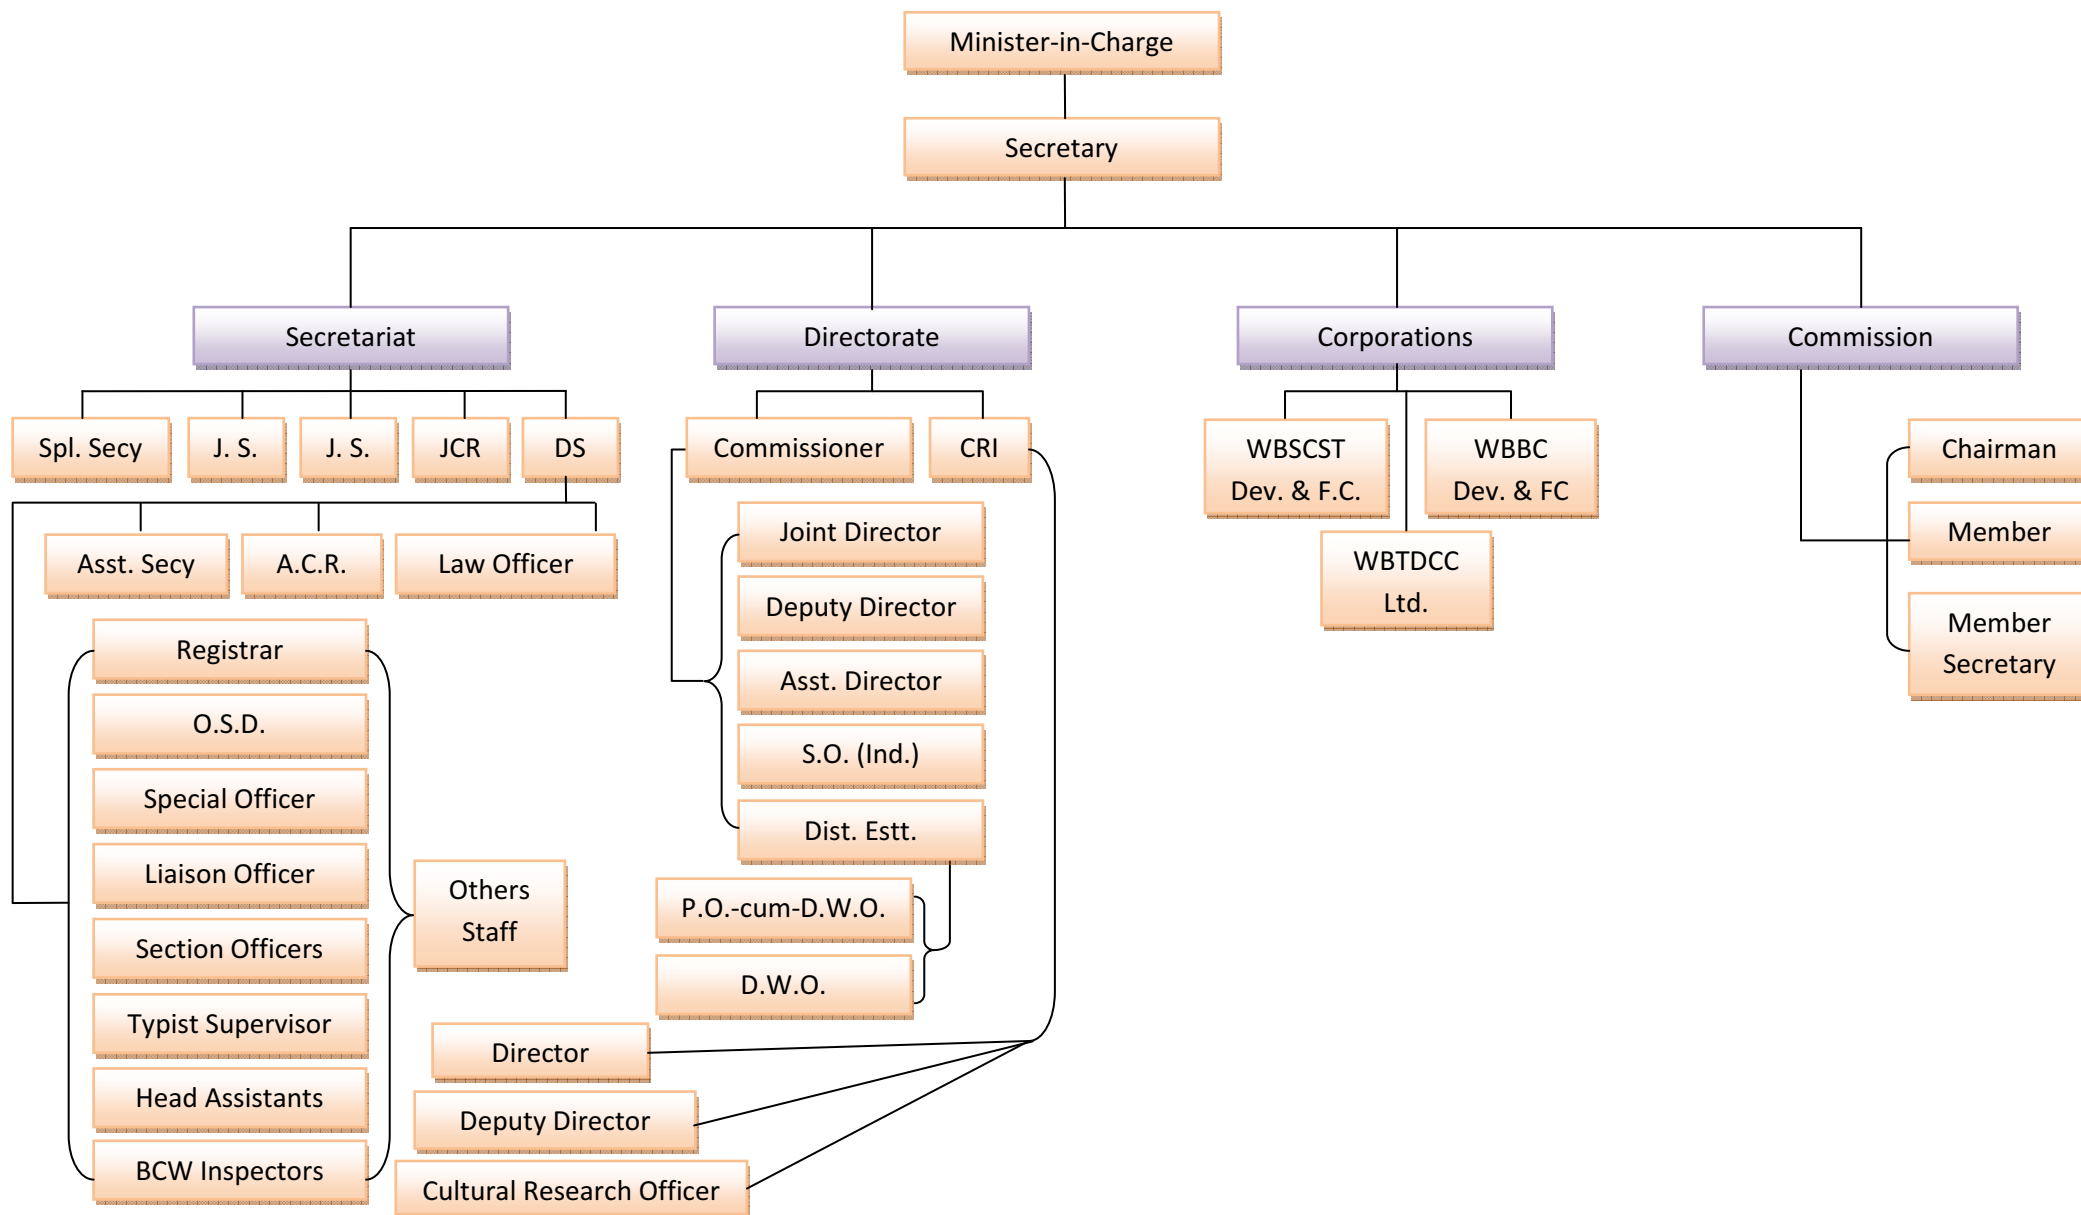 Minister-in-Charge
Secretary
Secretariat
Directorate
Corporations
Commission
Spl. Secy
J. S.
J. S.
JCR
DS
Commissioner
CRI
WBSCST
Dev. & F.C.
WBBC
Dev. & FC
Chairman
Asst. Secy
A.C.R.
Law Officer
Joint Director
Member
WBTDCC
Ltd.
Deputy Director
Member
Secretary
Registrar
Asst. Director
O.S.D.
S.O. (Ind.)
Special Officer
Dist. Estt.
Liaison Officer
Others
Staff
P.O.-cum-D.W.O.
Section Officers
D.W.O.
Typist Supervisor
Director
Head Assistants
Deputy Director
BCW Inspectors
Cultural Research Officer